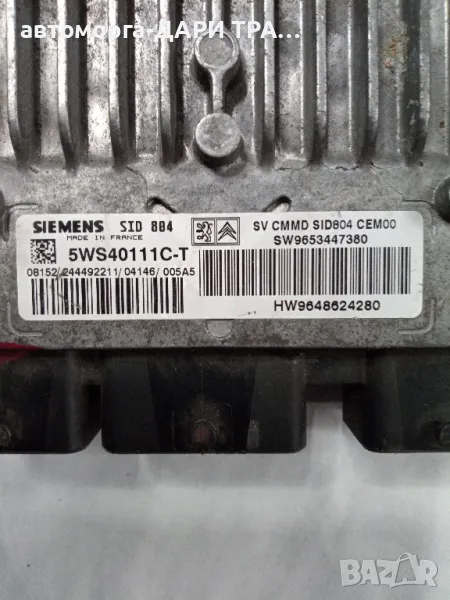 автоморга-ДАРИ ТРА...
SIEMENS SID 804
MADE IN FRANCE
5WS40111C-T
08152/244492211/04146/005A5
SV CMMD SID804 CEM00
SW9653447380
HW9648624280
BAZAR